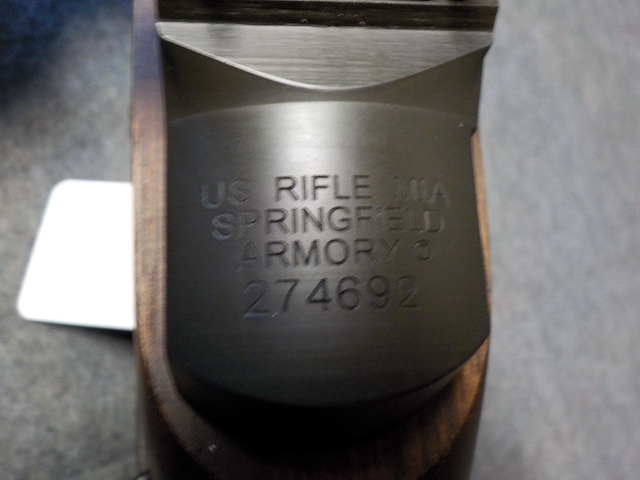 US RIFLE M1A
SPRINGFIELD
ARMORY ®
274692